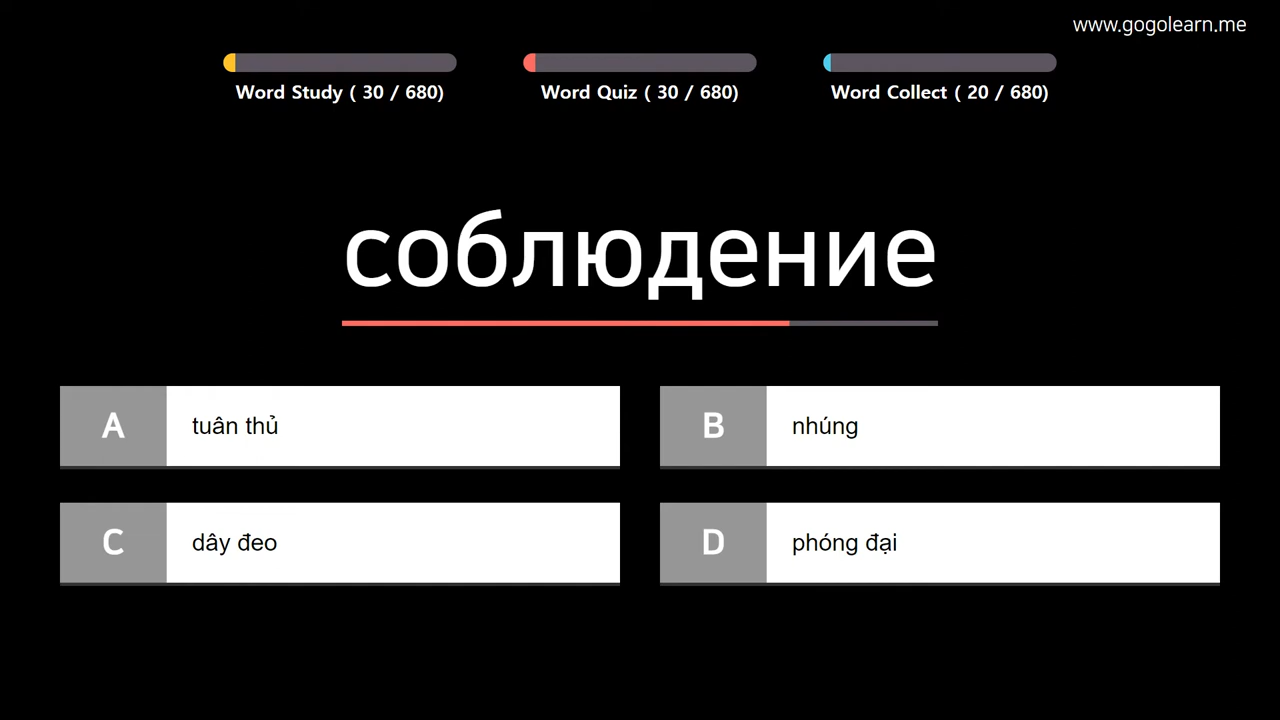 www.gogolearn.me
Word Study ( 30 / 680)
Word Quiz ( 30 / 680)
Word Collect ( 20 / 680)
соблюдение
A tuân thủ
B nhúng
C dây đeo
D phóng đại